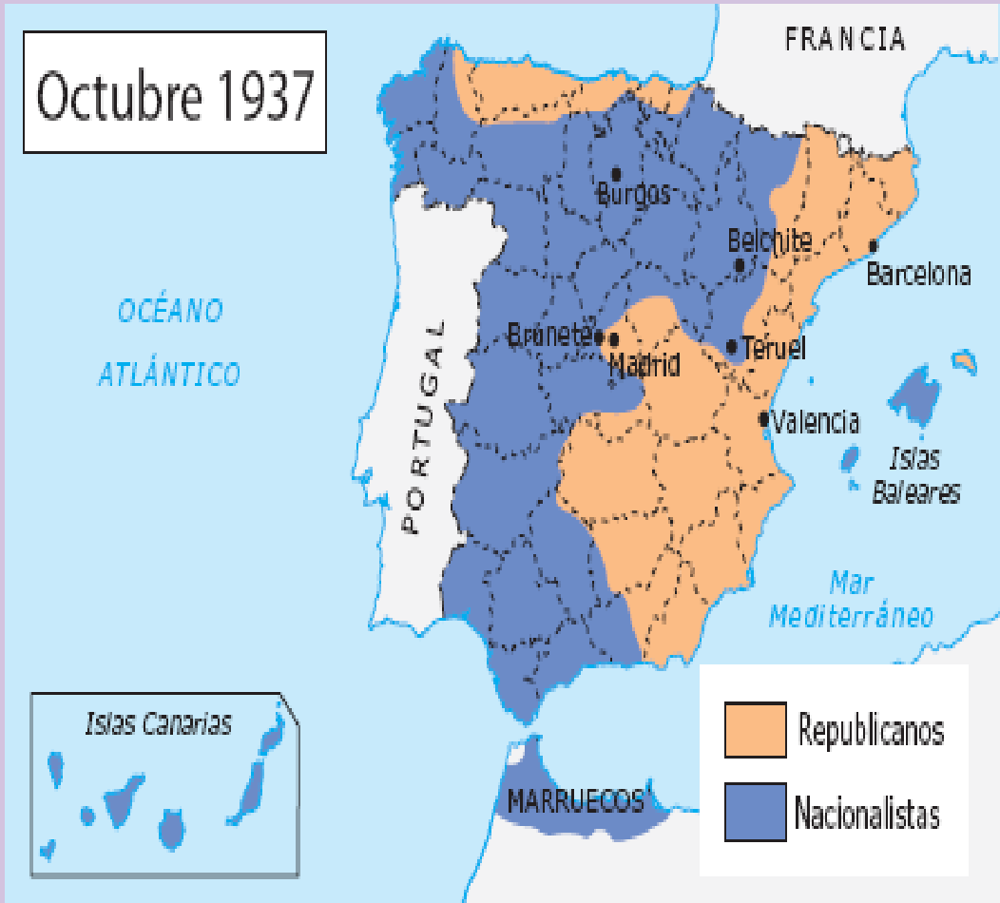 Octubre 1937
FRANCIA
Burgos
Belchite
Barcelona
OCÉANO
ATLÁNTICO
Brunete
Madrid
Teruel
PORTUGAL
Valencia
Islas
Baleares
Mar
Mediterráneo
Islas Canarias
MARRUECOS
Republicanos
Nacionalistas